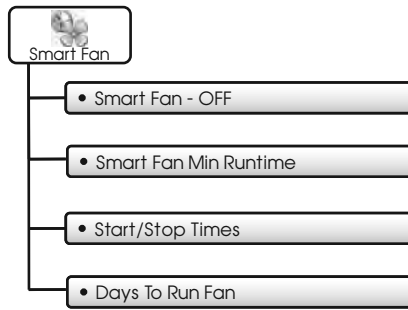 Smart Fan
• Smart Fan - OFF
• Smart Fan Min Runtime
• Start/Stop Times
• Days To Run Fan